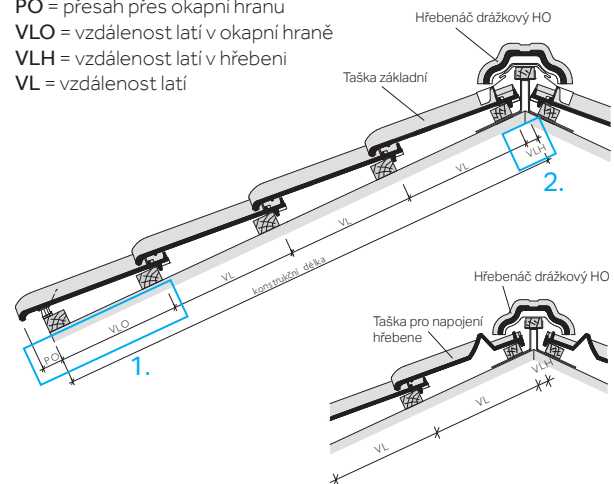 PO = přesah přes okapní hranu
VLO = vzdálenost latí v okapní hraně
VLH = vzdálenost latí v hřebeni
VL = vzdálenost latí
Hřebenáč drážkový HO
Taška základní
VLH
VL
2.
VL
VL
konstrukční délka
VLO
PO
1.
Hřebenáč drážkový HO
Taška pro napojení
hřebene
VLH
VL
VL